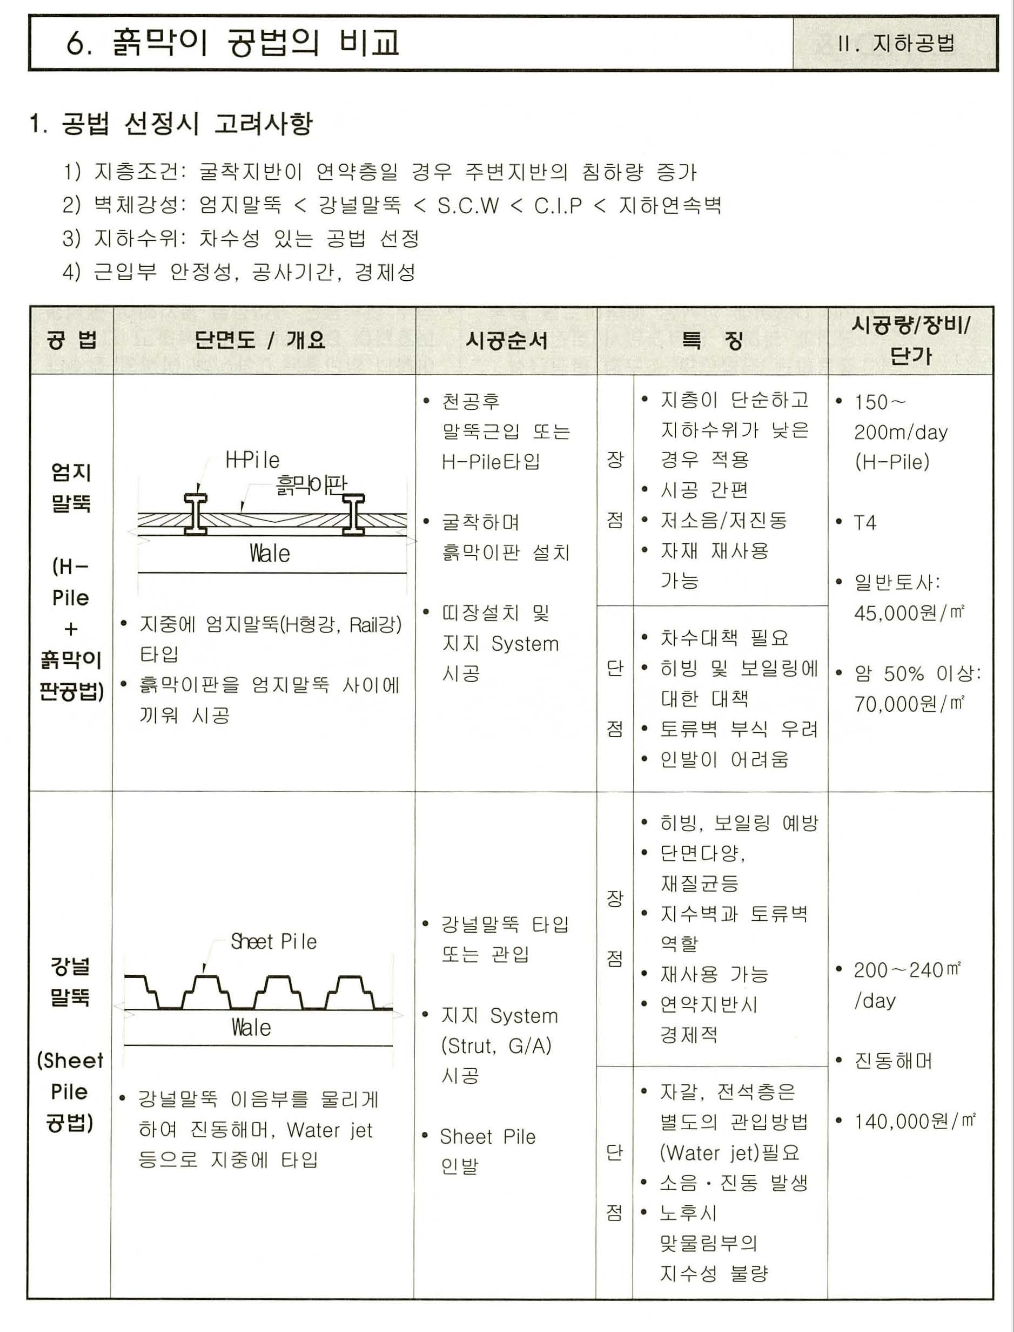 6. 흙막이 공법의 비교
II. 지하공법
1. 공법 선정시 고려사항
1) 지층조건: 굴착지반이 연약층일 경우 주변지반의 침하량 증가
2) 벽체강성: 엄지말뚝 < 강널말뚝 < S.C.W < C.I.P < 지하연속벽
3) 지하수위: 차수성 있는 공법 선정
4) 근입부 안정성, 공사기간, 경제성
공 법
단면도 / 개요
시공순서
특 징
시공량/장비/
단가
엄지
말뚝
(H-
Pile
+
흙막이
판공법)
H-Pile
흙막이판
Wale
• 지중에 엄지말뚝(H형강, Rail강)
타입
• 흙막이판을 엄지말뚝 사이에
끼워 시공
• 천공후
말뚝근입 또는
H-Pile타입
• 굴착하며
흙막이판 설치
• 띠장설치 및
지지 System
시공
장
점
• 지층이 단순하고
지하수위가 낮은
경우 적용
• 시공 간편
• 저소음/저진동
• 자재 재사용
가능
단
점
• 차수대책 필요
• 히빙 및 보일링에
대한 대책
• 토류벽 부식 우려
• 인발이 어려움
• 150~
200m/day
(H-Pile)
• T4
• 일반토사:
45,000원/㎡
• 암 50% 이상:
70,000원/㎡
강널
말뚝
(Sheet
Pile
공법)
Sheet Pile
Wale
• 강널말뚝 이음부를 물리게
하여 진동해머, Water jet
등으로 지중에 타입
• 강널말뚝 타입
또는 관입
• 지지 System
(Strut, G/A)
시공
• Sheet Pile
인발
장
점
• 히빙, 보일링 예방
• 단면다양,
재질균등
• 지수벽과 토류벽
역할
• 재사용 가능
• 연약지반시
경제적
단
점
• 자갈, 전석층은
별도의 관입방법
(Water jet)필요
• 소음·진동 발생
• 노후시
맞물림부의
지수성 불량
• 200~240㎡
/day
• 진동해머
• 140,000원/㎡